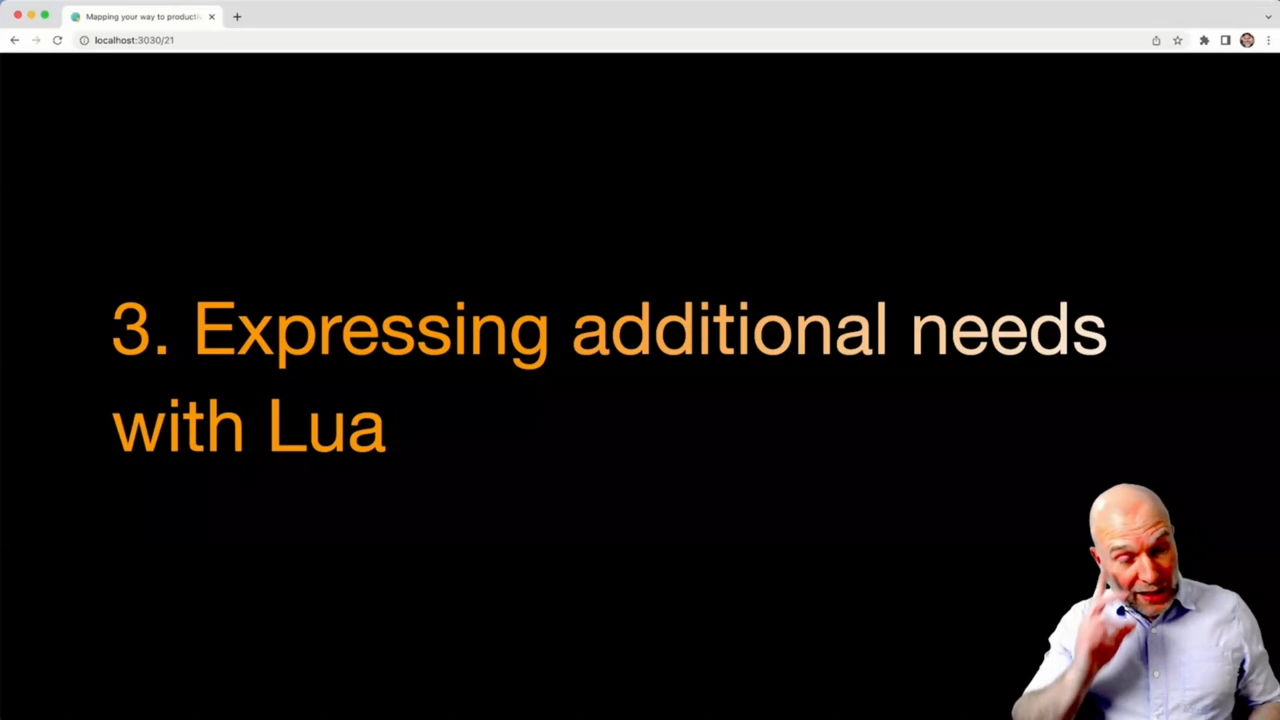 Mapping your way to producti
localhost:3030/21
3. Expressing additional needs
with Lua